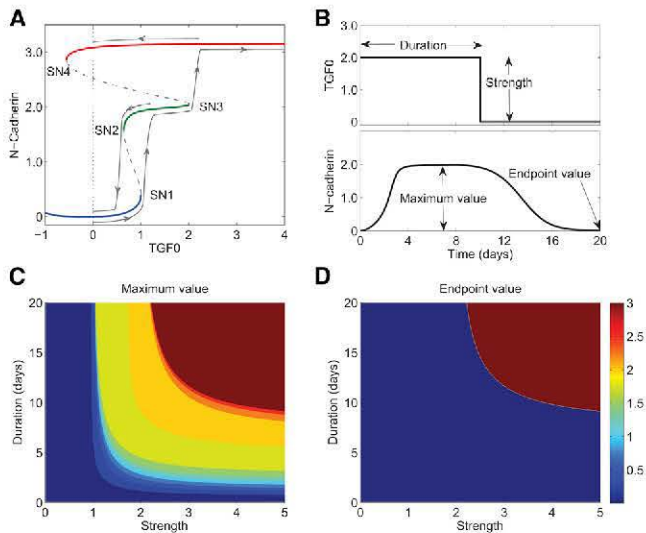 A
3.0
2.0
1.0
0
N-Cadherin
SN4
SN3
SN2
SN1
-1 0 1 2 3 4
TGF0
B
3.0
2.0
1.0
0
TGF0
Duration
Strength
2.0
1.0
0
N-cadherin
Endpoint value
Maximum value
0 4 8 12 16 20
Time (days)
C
Maximum value
20
15
10
5
0
Duration (days)
0 1 2 3 4 5
Strength
D
Endpoint value
20
15
10
5
0
Duration (days)
0 1 2 3 4 5
Strength
3
2.5
2
1.5
1
0.5
0